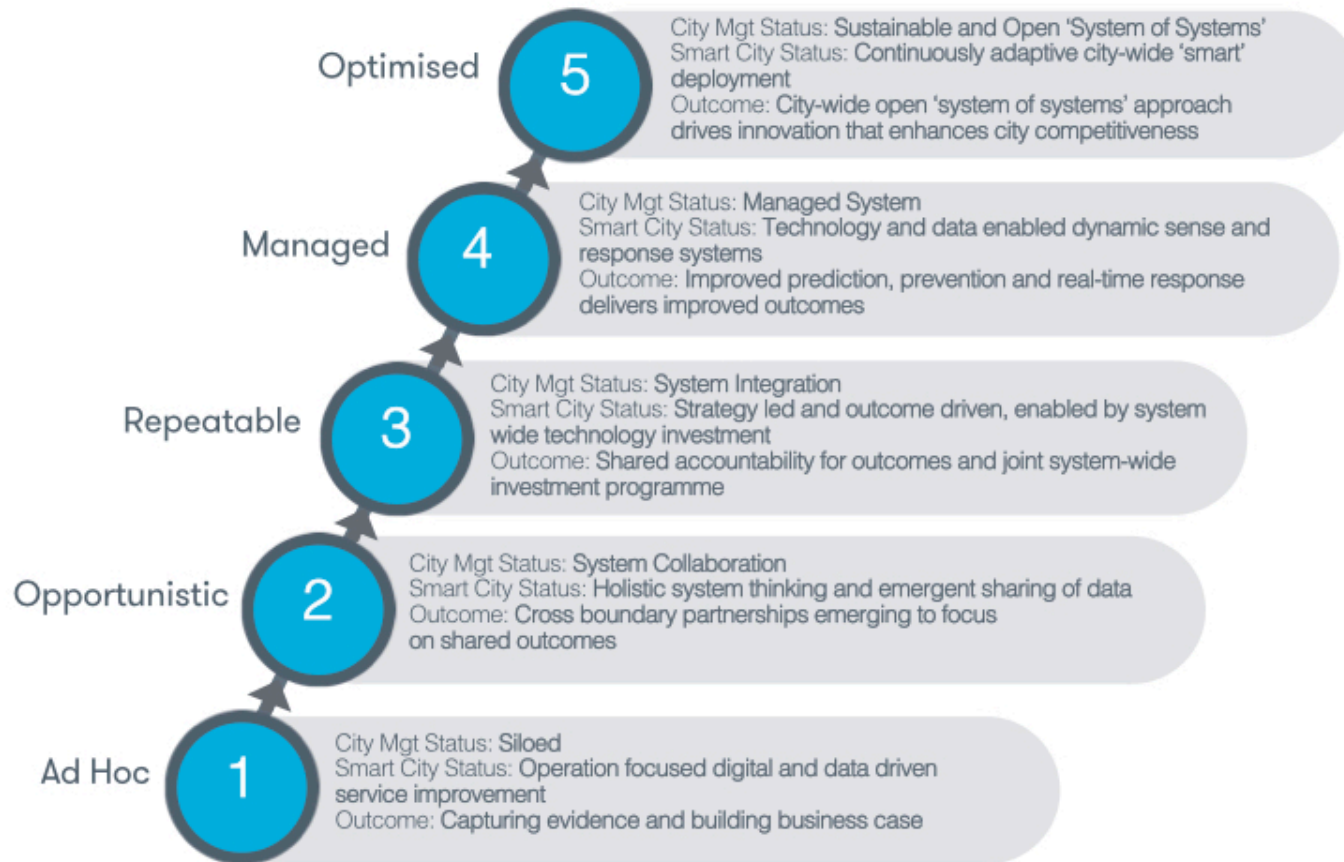 Optimised
5
City Mgt Status: Sustainable and Open ‘System of Systems’
Smart City Status: Continuously adaptive city-wide ‘smart’
deployment
Outcome: City-wide open ‘system of systems’ approach
drives innovation that enhances city competitiveness
Managed
4
City Mgt Status: Managed System
Smart City Status: Technology and data enabled dynamic sense and
response systems
Outcome: Improved prediction, prevention and real-time response
delivers improved outcomes
Repeatable
3
City Mgt Status: System Integration
Smart City Status: Strategy led and outcome driven, enabled by system
wide technology investment
Outcome: Shared accountability for outcomes and joint system-wide
investment programme
Opportunistic
2
City Mgt Status: System Collaboration
Smart City Status: Holistic system thinking and emergent sharing of data
Outcome: Cross boundary partnerships emerging to focus
on shared outcomes
Ad Hoc
1
City Mgt Status: Siloed
Smart City Status: Operation focused digital and data driven
service improvement
Outcome: Capturing evidence and building business case